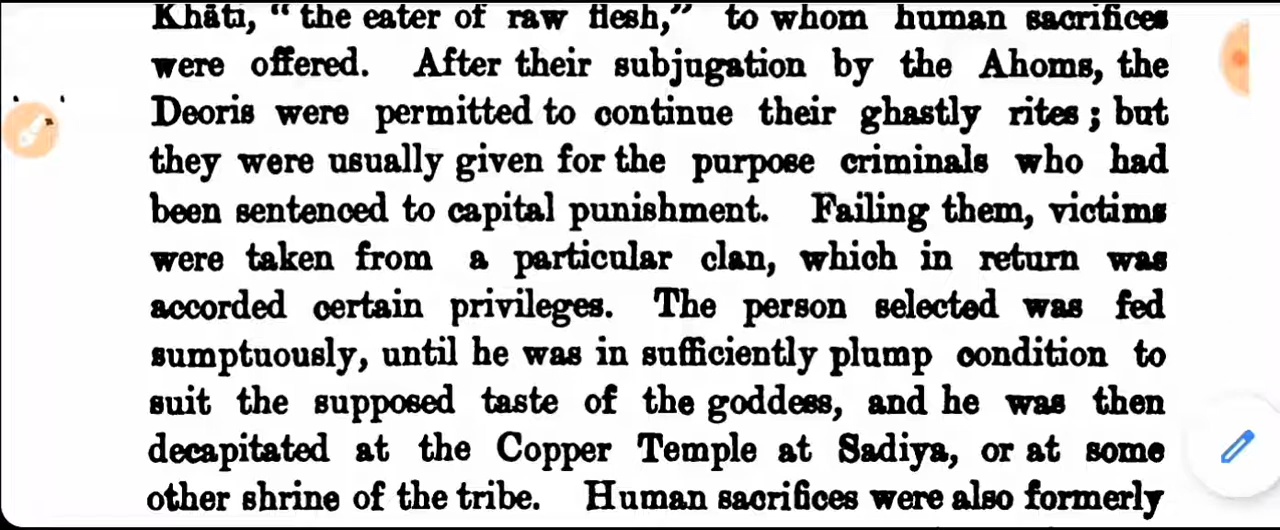 Khāti, “ the eater of raw flesh,” to whom human sacrifices
were offered. After their subjugation by the Ahoms, the
Deoris were permitted to continue their ghastly rites ; but
they were usually given for the purpose criminals who had
been sentenced to capital punishment. Failing them, victims
were taken from a particular clan, which in return was
accorded certain privileges. The person selected was fed
sumptuously, until he was in sufficiently plump condition to
suit the supposed taste of the goddess, and he was then
decapitated at the Copper Temple at Sadiya, or at some
other shrine of the tribe. Human sacrifices were also formerly